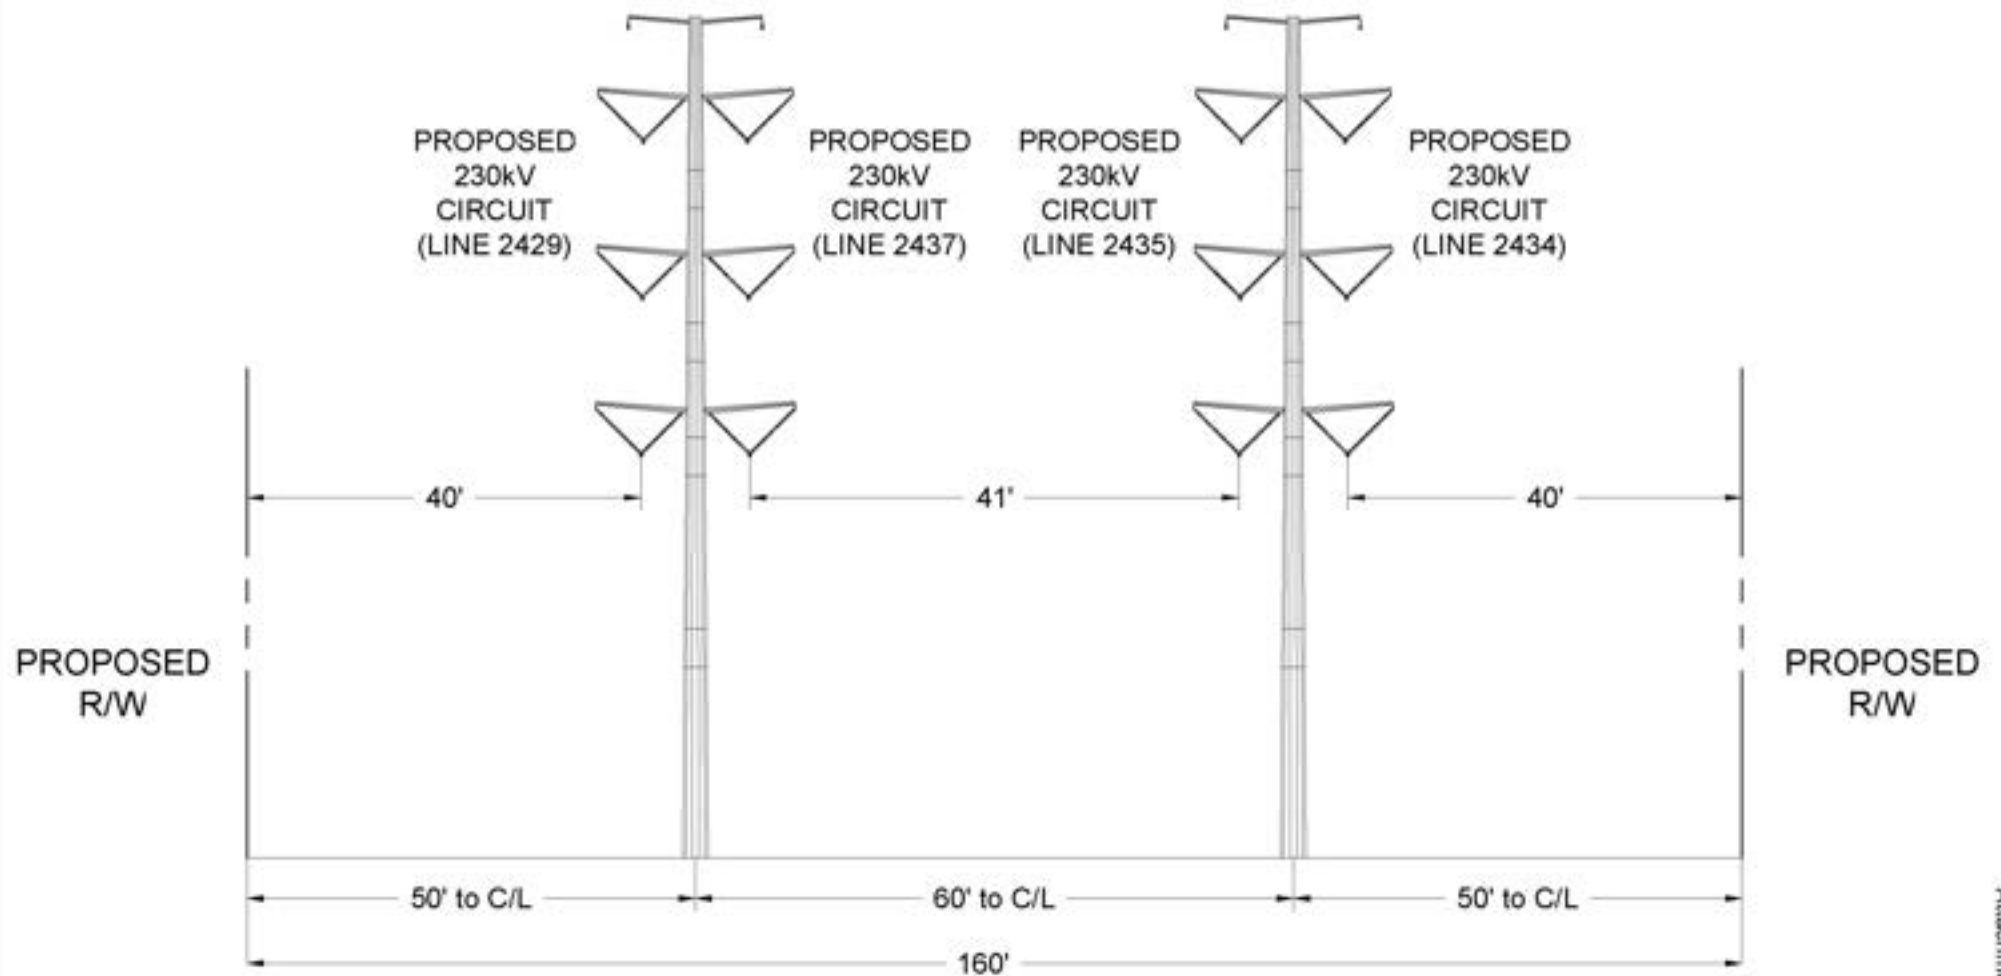 PROPOSED
230kV
CIRCUIT
(LINE 2429)
PROPOSED
230kV
CIRCUIT
(LINE 2437)
PROPOSED
230kV
CIRCUIT
(LINE 2435)
PROPOSED
230kV
CIRCUIT
(LINE 2434)
40'
41'
40'
PROPOSED
R/W
PROPOSED
R/W
50' to C/L
60' to C/L
50' to C/L
160'